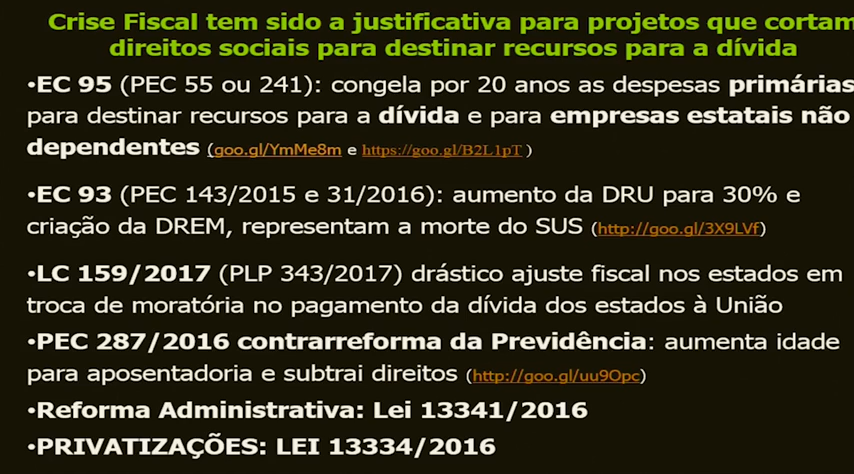 Crise Fiscal tem sido a justificativa para projetos que cortam
direitos sociais para destinar recursos para a dívida
•EC 95 (PEC 55 ou 241): congela por 20 anos as despesas primárias
para destinar recursos para a dívida e para empresas estatais não
dependentes (goo.gl/YmMe8m e https://goo.gl/B2L1pT )
•EC 93 (PEC 143/2015 e 31/2016): aumento da DRU para 30% e
criação da DREM, representam a morte do SUS (http://goo.gl/3X9LVf)
•LC 159/2017 (PLP 343/2017) drástico ajuste fiscal nos estados em
troca de moratória no pagamento da dívida dos estados à União
•PEC 287/2016 contrarreforma da Previdência: aumenta idade
para aposentadoria e subtrai direitos (http://goo.gl/uu9Opc)
•Reforma Administrativa: Lei 13341/2016
•PRIVATIZAÇÕES: LEI 13334/2016